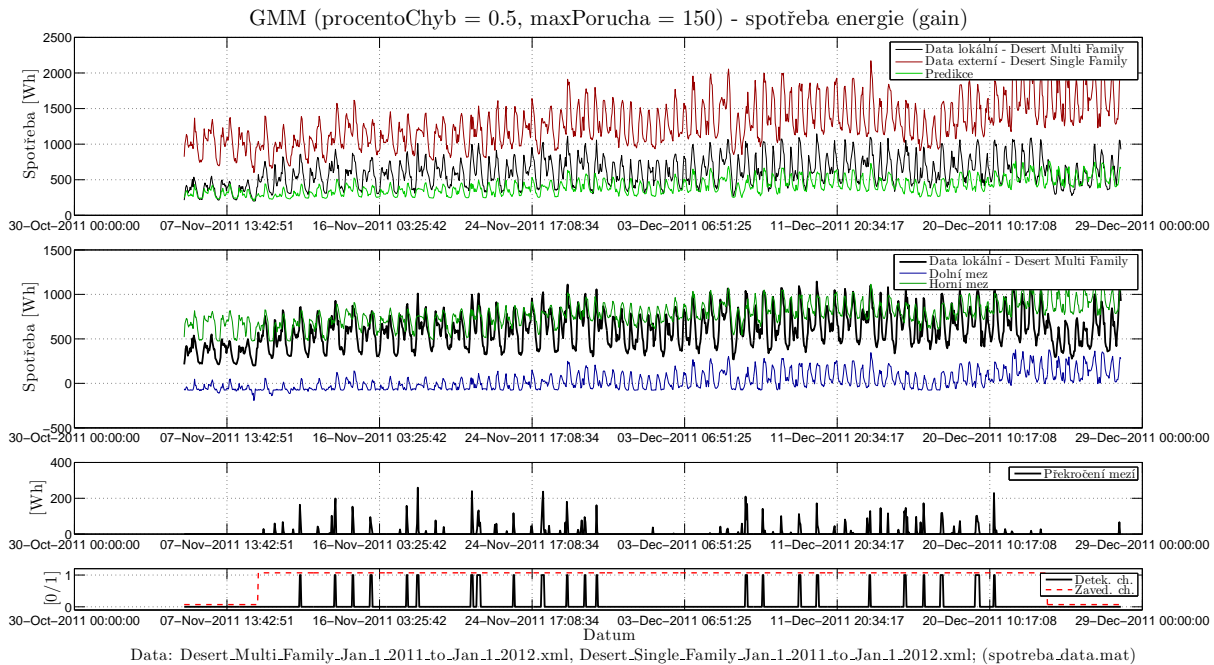 GMM (procentoChyb = 0.5, maxPorucha = 150) - spotřeba energie (gain)
Spotřeba [Wh]
2500
2000
1500
1000
500
0
Data lokální - Desert Multi Family
Data externí - Desert Single Family
Predikce
30−Oct−2011 00:00:00 07−Nov−2011 13:42:51 16−Nov−2011 03:25:42 24−Nov−2011 17:08:34 03−Dec−2011 06:51:25 11−Dec−2011 20:34:17 20−Dec−2011 10:17:08 29−Dec−2011 00:00:00
Spotřeba [Wh]
1500
1000
500
0
−500
Data lokální - Desert Multi Family
Dolní mez
Horní mez
30−Oct−2011 00:00:00 07−Nov−2011 13:42:51 16−Nov−2011 03:25:42 24−Nov−2011 17:08:34 03−Dec−2011 06:51:25 11−Dec−2011 20:34:17 20−Dec−2011 10:17:08 29−Dec−2011 00:00:00
[Wh]
400
200
0
Překročení mezí
30−Oct−2011 00:00:00 07−Nov−2011 13:42:51 16−Nov−2011 03:25:42 24−Nov−2011 17:08:34 03−Dec−2011 06:51:25 11−Dec−2011 20:34:17 20−Dec−2011 10:17:08 29−Dec−2011 00:00:00
[0/1]
1
0
Detek. ch.
Zaved. ch.
30−Oct−2011 00:00:00 07−Nov−2011 13:42:51 16−Nov−2011 03:25:42 24−Nov−2011 17:08:34 03−Dec−2011 06:51:25 11−Dec−2011 20:34:17 20−Dec−2011 10:17:08 29−Dec−2011 00:00:00
Datum
Data: Desert_Multi_Family_Jan_1_2011_to_Jan_1_2012.xml, Desert_Single_Family_Jan_1_2011_to_Jan_1_2012.xml; (spotreba_data.mat)